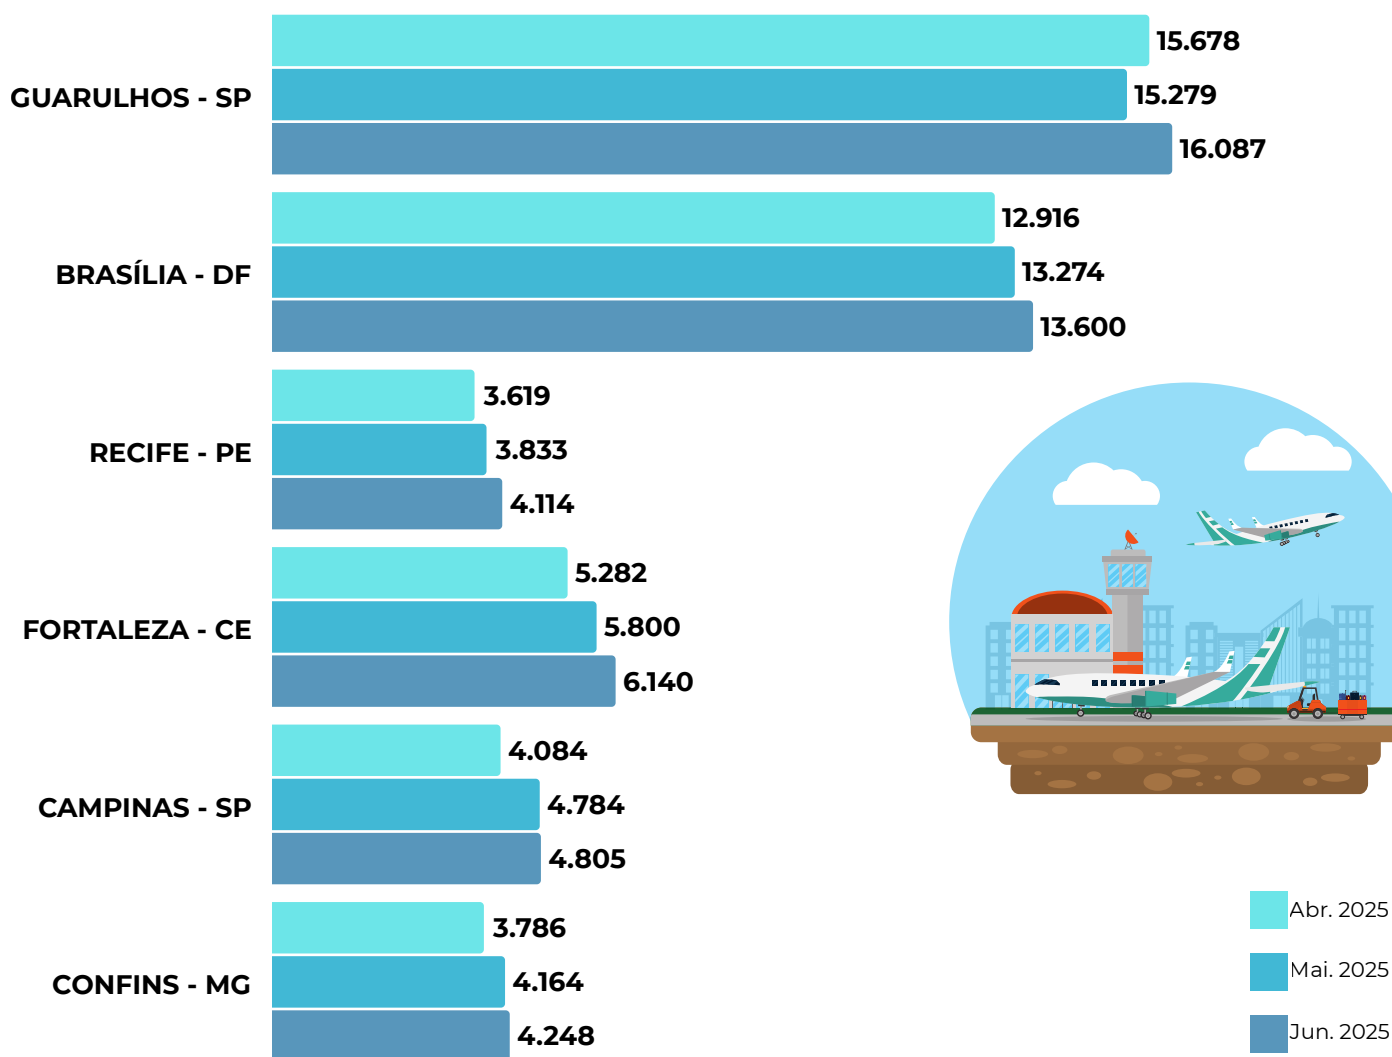 15.678
GUARULHOS - SP
15.279
16.087
12.916
BRASÍLIA - DF
13.274
13.600
3.619
RECIFE - PE
3.833
4.114
5.282
FORTALEZA - CE
5.800
6.140
4.084
CAMPINAS - SP
4.784
4.805
3.786
CONFINS - MG
4.164
4.248
Abr. 2025
Mai. 2025
Jun. 2025